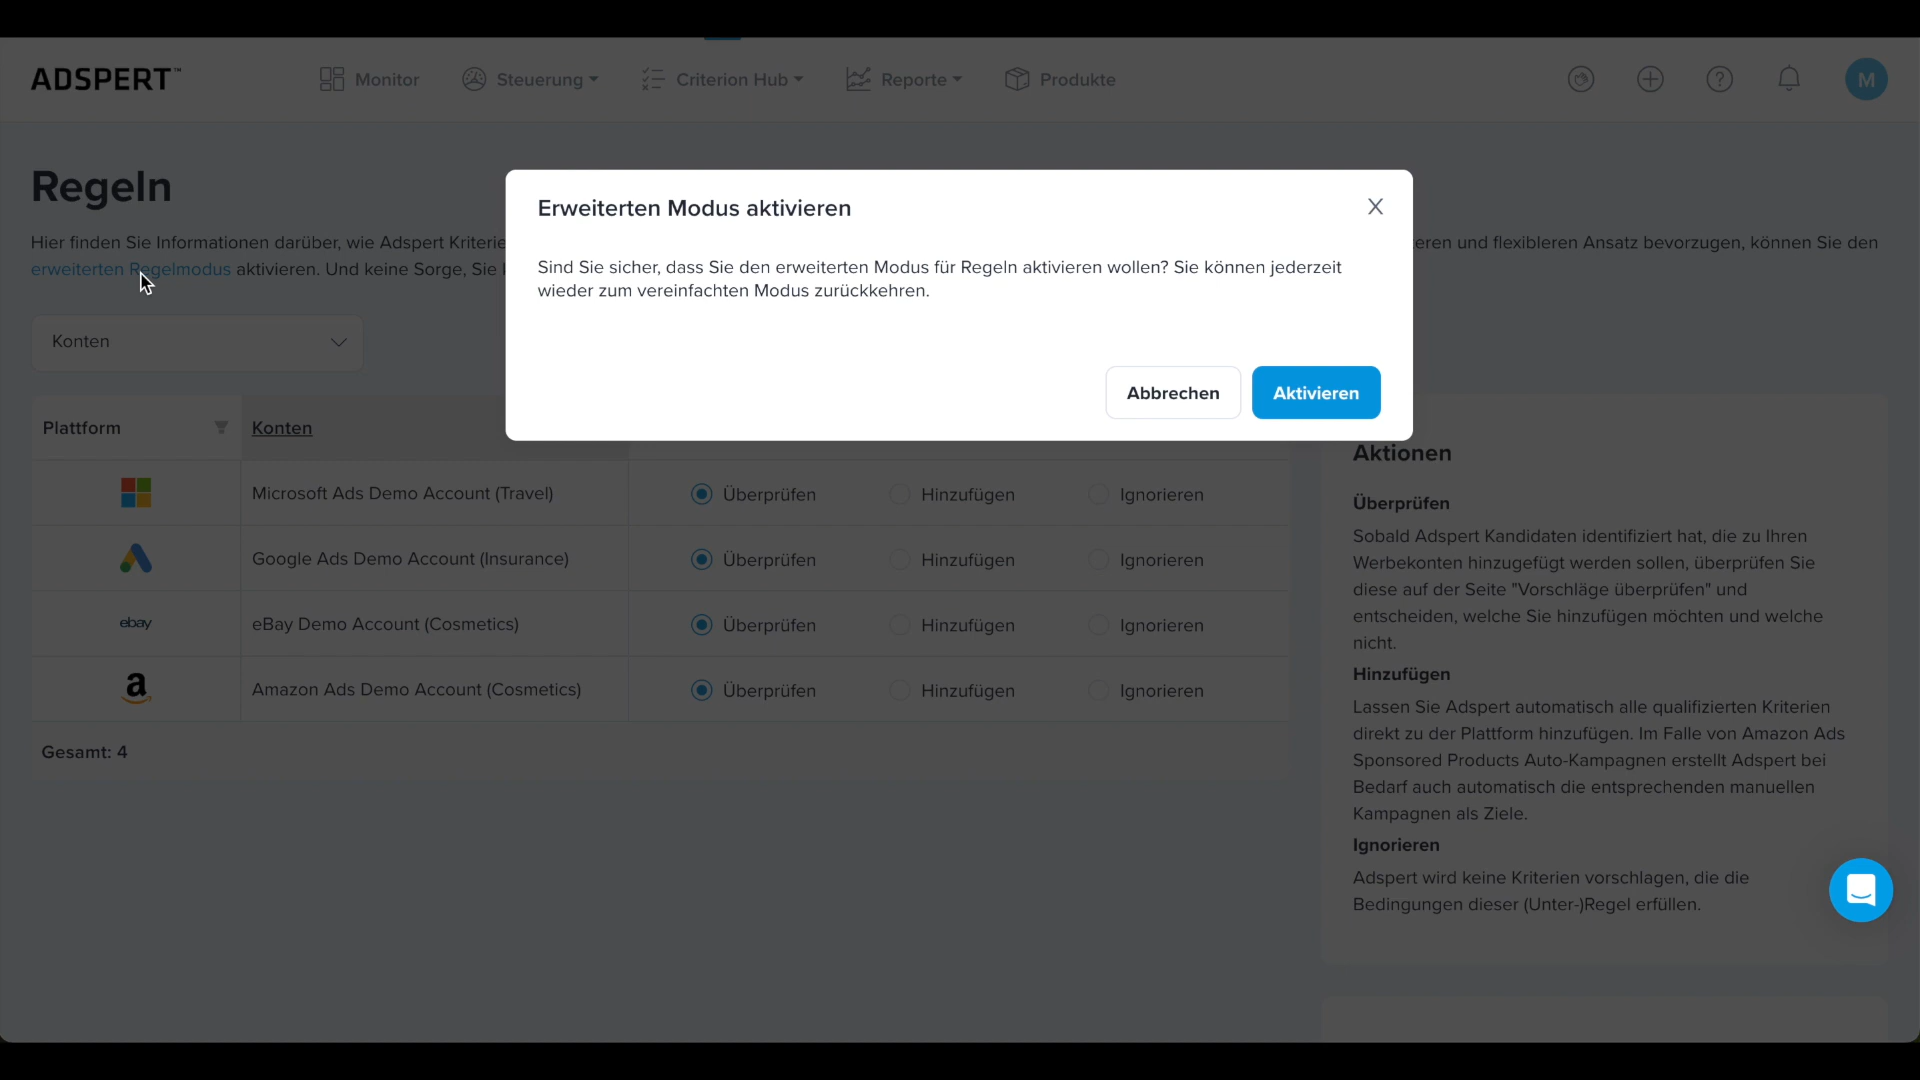 ADSPERT™
Monitor
Steuerung
Criterion Hub
Reporte
Produkte
M
Regeln
Hier finden Sie Informationen darüber, wie Adspert Kriterie
eren und flexibleren Ansatz bevorzugen, können Sie den
erweiterten Regelmodus aktivieren. Und keine Sorge, Sie
Erweiterten Modus aktivieren
X
Sind Sie sicher, dass Sie den erweiterten Modus für Regeln aktivieren wollen? Sie können jederzeit
wieder zum vereinfachten Modus zurückkehren.
Abbrechen
Aktivieren
Konten
Plattform
Konten
Microsoft Ads Demo Account (Travel)
Überprüfen
Hinzufügen
Ignorieren
Google Ads Demo Account (Insurance)
Überprüfen
Hinzufügen
Ignorieren
ebay
eBay Demo Account (Cosmetics)
Überprüfen
Hinzufügen
Ignorieren
a
Amazon Ads Demo Account (Cosmetics)
Überprüfen
Hinzufügen
Ignorieren
Gesamt: 4
Aktionen
Überprüfen
Sobald Adspert Kandidaten identifiziert hat, die zu Ihren
Werbekonten hinzugefügt werden sollen, überprüfen Sie
diese auf der Seite "Vorschläge überprüfen" und
entscheiden, welche Sie hinzufügen möchten und welche
nicht.
Hinzufügen
Lassen Sie Adspert automatisch alle qualifizierten Kriterien
direkt zu der Plattform hinzufügen. Im Falle von Amazon Ads
Sponsored Products Auto-Kampagnen erstellt Adspert bei
Bedarf auch automatisch die entsprechenden manuellen
Kampagnen als Ziele.
Ignorieren
Adspert wird keine Kriterien vorschlagen, die die
Bedingungen dieser (Unter-)Regel erfüllen.